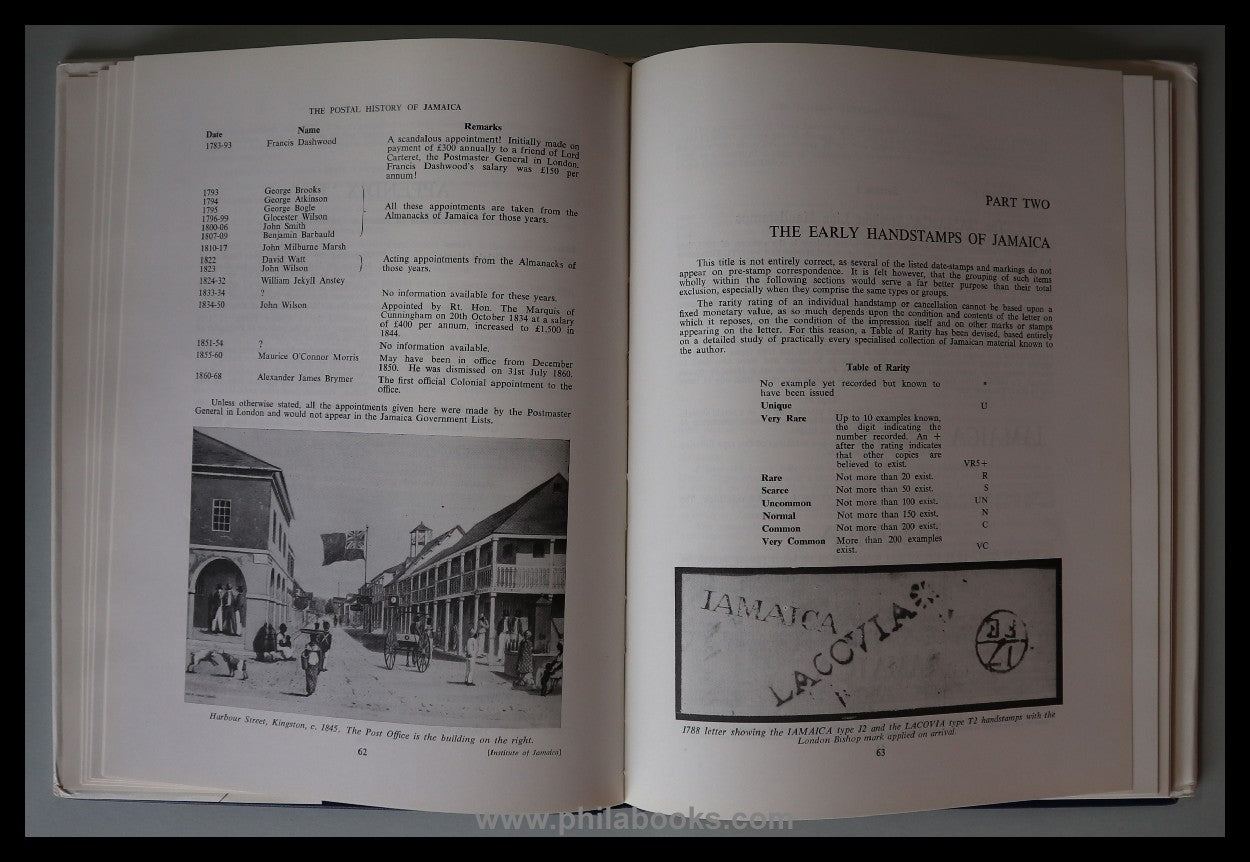 THE POSTAL HISTORY OF JAMAICA
Date Name Remarks
1783-93 Francis Dashwood A scandalous appointment! Initially made on
payment of £300 annually to a friend of Lord
Carteret, the Postmaster General in London.
Francis Dashwood's salary was £150 per
annum!
1793 George Brooks
1794 George Atkinson
1795 George Bogle All these appointments are taken from the
1796-99 Glocester Wilson Almanacks of Jamaica for those years.
1800-06 John Smith
1807-09 Benjamin Barbauld
1810-17 John Milburne Marsh
1822 David Watt Acting appointments from the Almanacks of
1823 John Wilson those years.
1824-32 William Jekyll Anstey
1833-34 ? No information available for these years.
1834-50 John Wilson Appointed by Rt. Hon. The Marquis of
Cunningham on 20th October 1834 at a salary
of £400 per annum, increased to £1,500 in
1844.
1851-54 ? No information available.
1855-60 Maurice O'Connor Morris May have been in office from December
1850. He was dismissed on 31st July 1860.
1860-68 Alexander James Brymer The first official Colonial appointment to the
office.
Unless otherwise stated, all the appointments given here were made by the Postmaster
General in London and would not appear in the Jamaica Government Lists.
Harbour Street, Kingston, c. 1845. The Post Office is the building on the right.
62 [Institute of Jamaica]
PART TWO
THE EARLY HANDSTAMPS OF JAMAICA
This title is not entirely correct, as several of the listed date-stamps and markings do not
appear on pre-stamp correspondence. It is felt however, that the grouping of such items
wholly within the following sections would serve a far better purpose than their total
exclusion, especially when they comprise the same types or groups.
The rarity rating of an individual handstamp or cancellation cannot be based upon a
fixed monetary value, as so much depends upon the condition and contents of the letter on
which it reposes, on the condition of the impression itself and on other marks or stamps
appearing on the letter. For this reason, a Table of Rarity has been devised, based entirely
on a detailed study of practically every specialised collection of Jamaican material known to
the author.
Table of Rarity
No example yet recorded but known to *
have been issued
Unique U
Very Rare Up to 10 examples known,
the digit indicating the
number recorded. An +
after the rating indicates
that other copies are
believed to exist. VR5+
Rare Not more than 20 exist. R
Scarce Not more than 50 exist. S
Uncommon Not more than 100 exist. UN
Normal Not more than 150 exist. N
Common Not more than 200 exist. C
Very Common More than 200 examples
exist. VC
IAMAICA
LACOVIA
1788 letter showing the IAMAICA type J2 and the LACOVIA type T2 handstamps with the
London Bishop mark applied on arrival.
63
www.philabooks.com